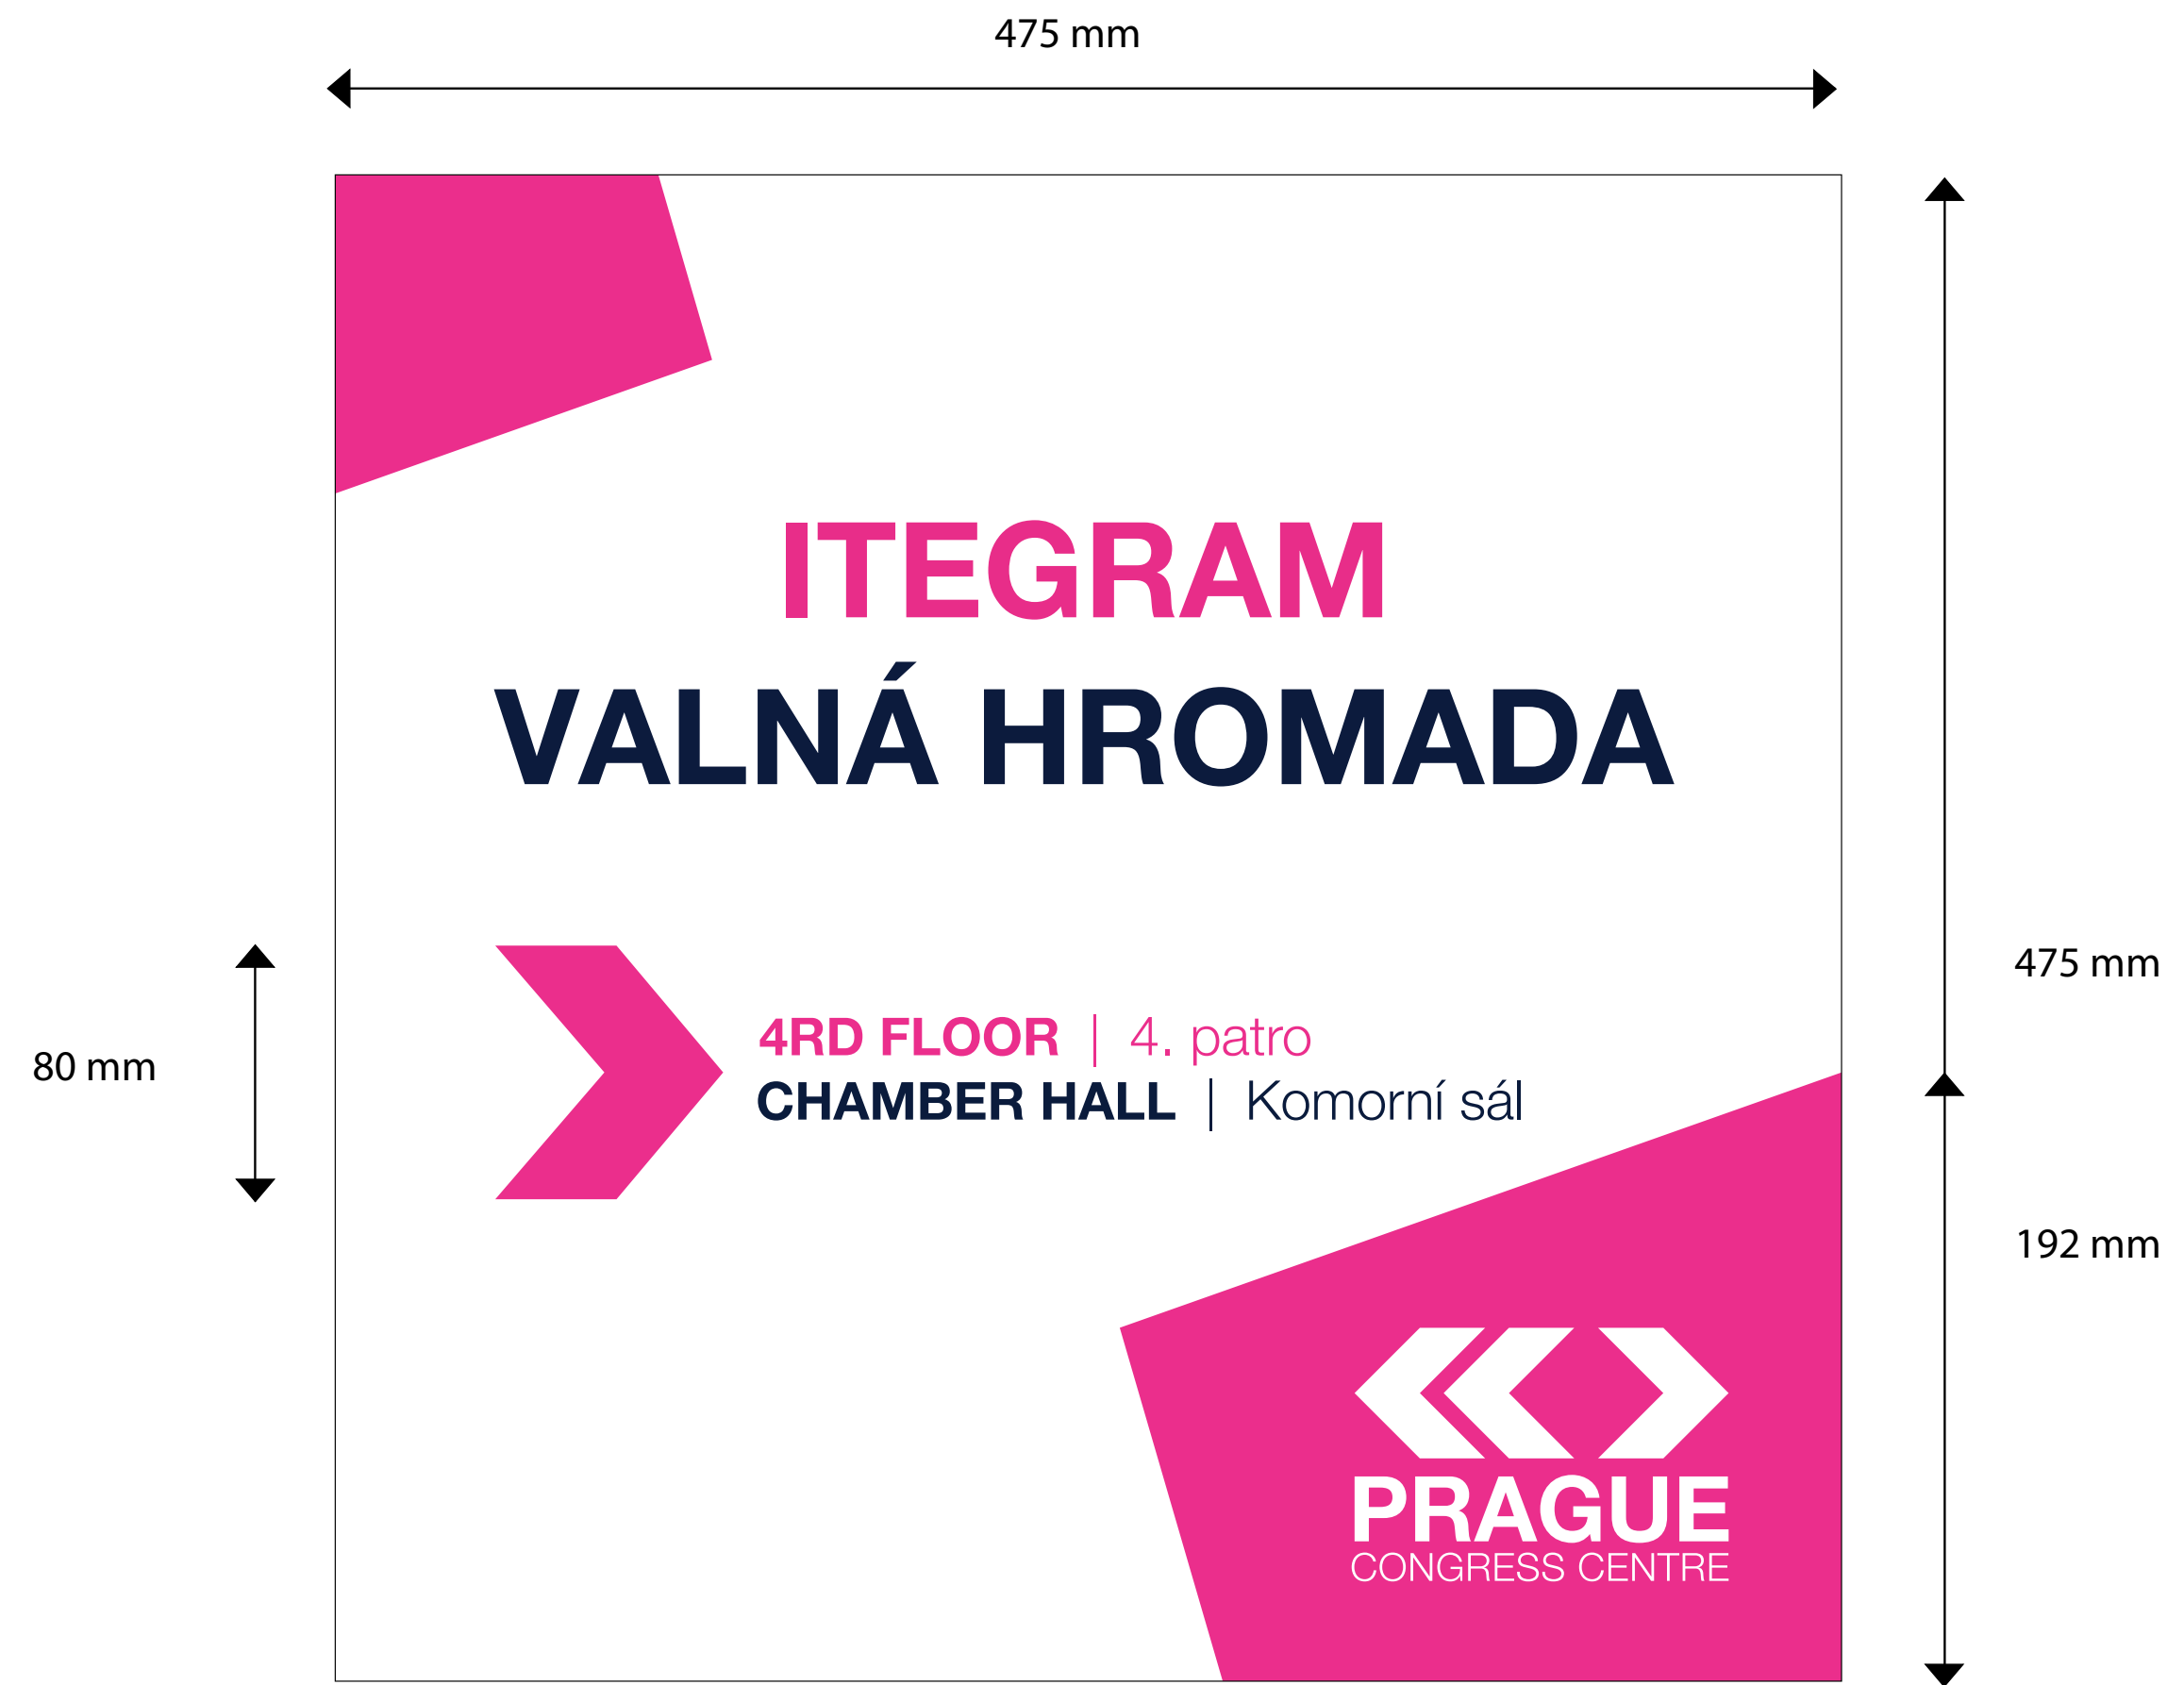 475 mm
ITEGRAM
VALNÁ HROMADA
475 mm
80 mm
4RD FLOOR | 4. patro
CHAMBER HALL | Komorní sál
192 mm
PRAGUE
CONGRESS CENTRE